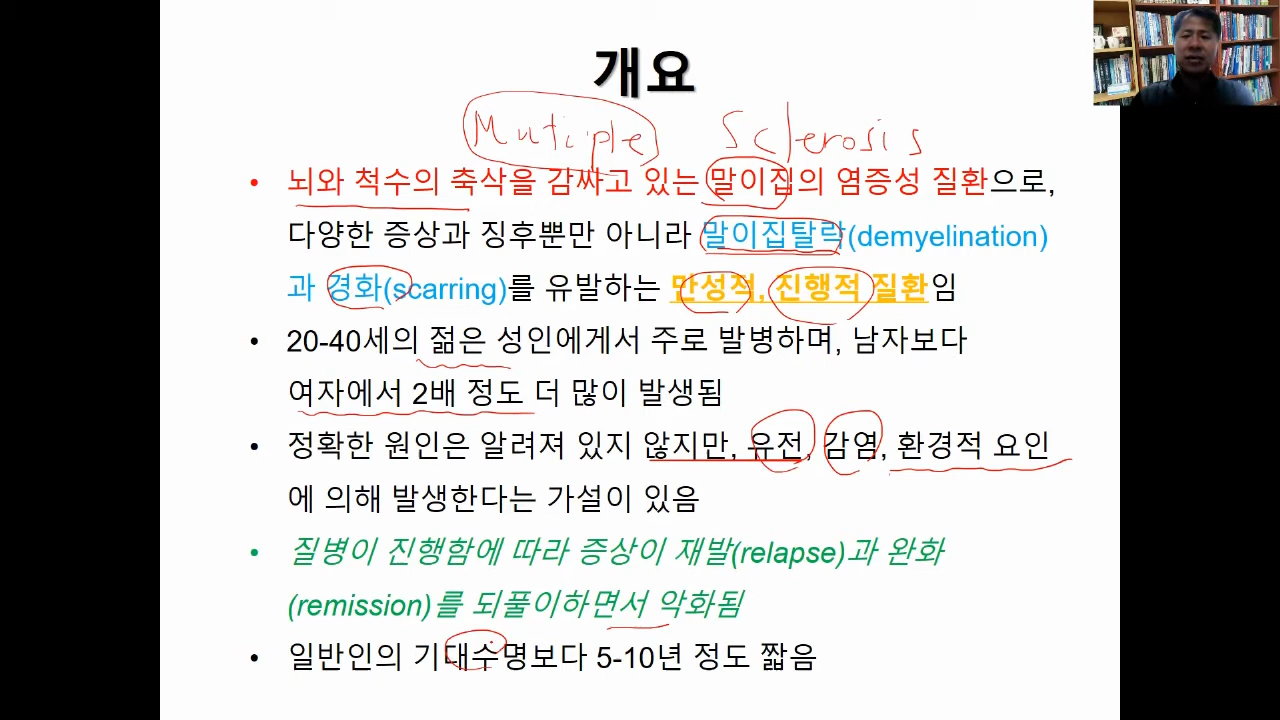 개요
Mutiple Sclerosis
• 뇌와 척수의 축삭을 감싸고 있는 말이집의 염증성 질환으로,
다양한 증상과 징후뿐만 아니라 말이집탈락(demyelination)
과 경화(scarring)를 유발하는 만성적, 진행적 질환임
• 20-40세의 젊은 성인에게서 주로 발병하며, 남자보다
여자에서 2배 정도 더 많이 발생됨
• 정확한 원인은 알려져 있지 않지만, 유전, 감염, 환경적 요인
에 의해 발생한다는 가설이 있음
• 질병이 진행함에 따라 증상이 재발(relapse)과 완화
(remission)를 되풀이하면서 악화됨
• 일반인의 기대수명보다 5-10년 정도 짧음